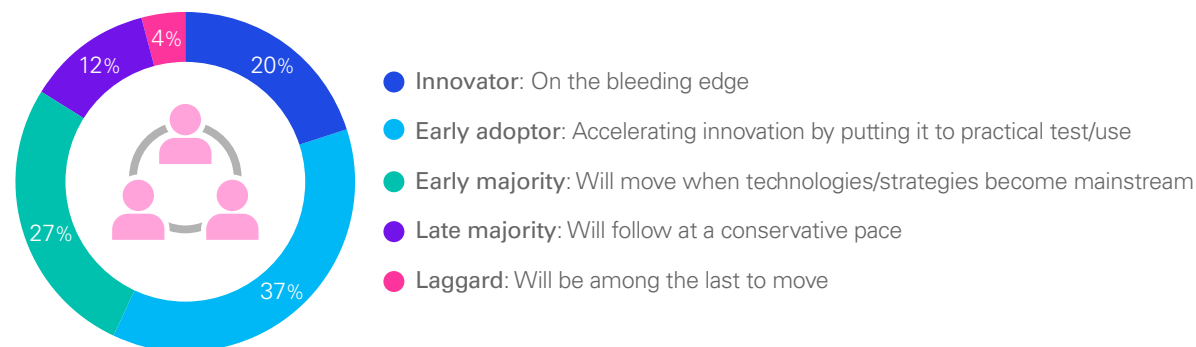 4%
12%
20%
27%
37%
Innovator: On the bleeding edge
Early adoptor: Accelerating innovation by putting it to practical test/use
Early majority: Will move when technologies/strategies become mainstream
Late majority: Will follow at a conservative pace
Laggard: Will be among the last to move